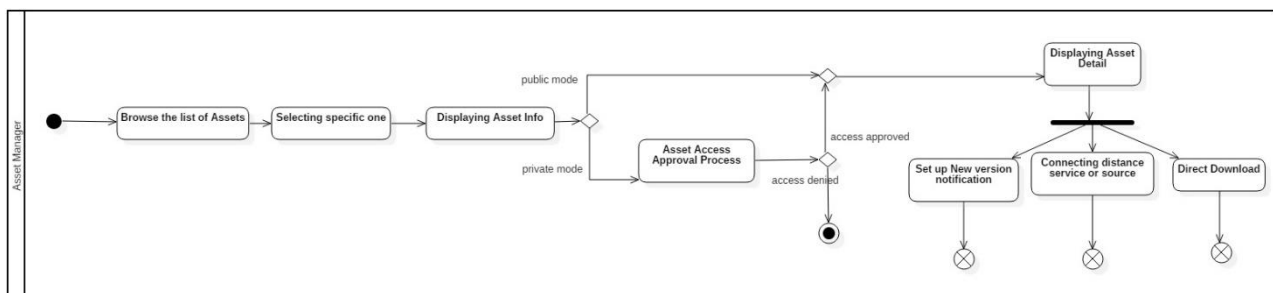 Asset Manager
Browse the list of Assets
Selecting specific one
Displaying Asset Info
public mode
private mode
Asset Access
Approval Process
access approved
access denied
Displaying Asset
Detail
Set up New version
notification
Connecting distance
service or source
Direct Download